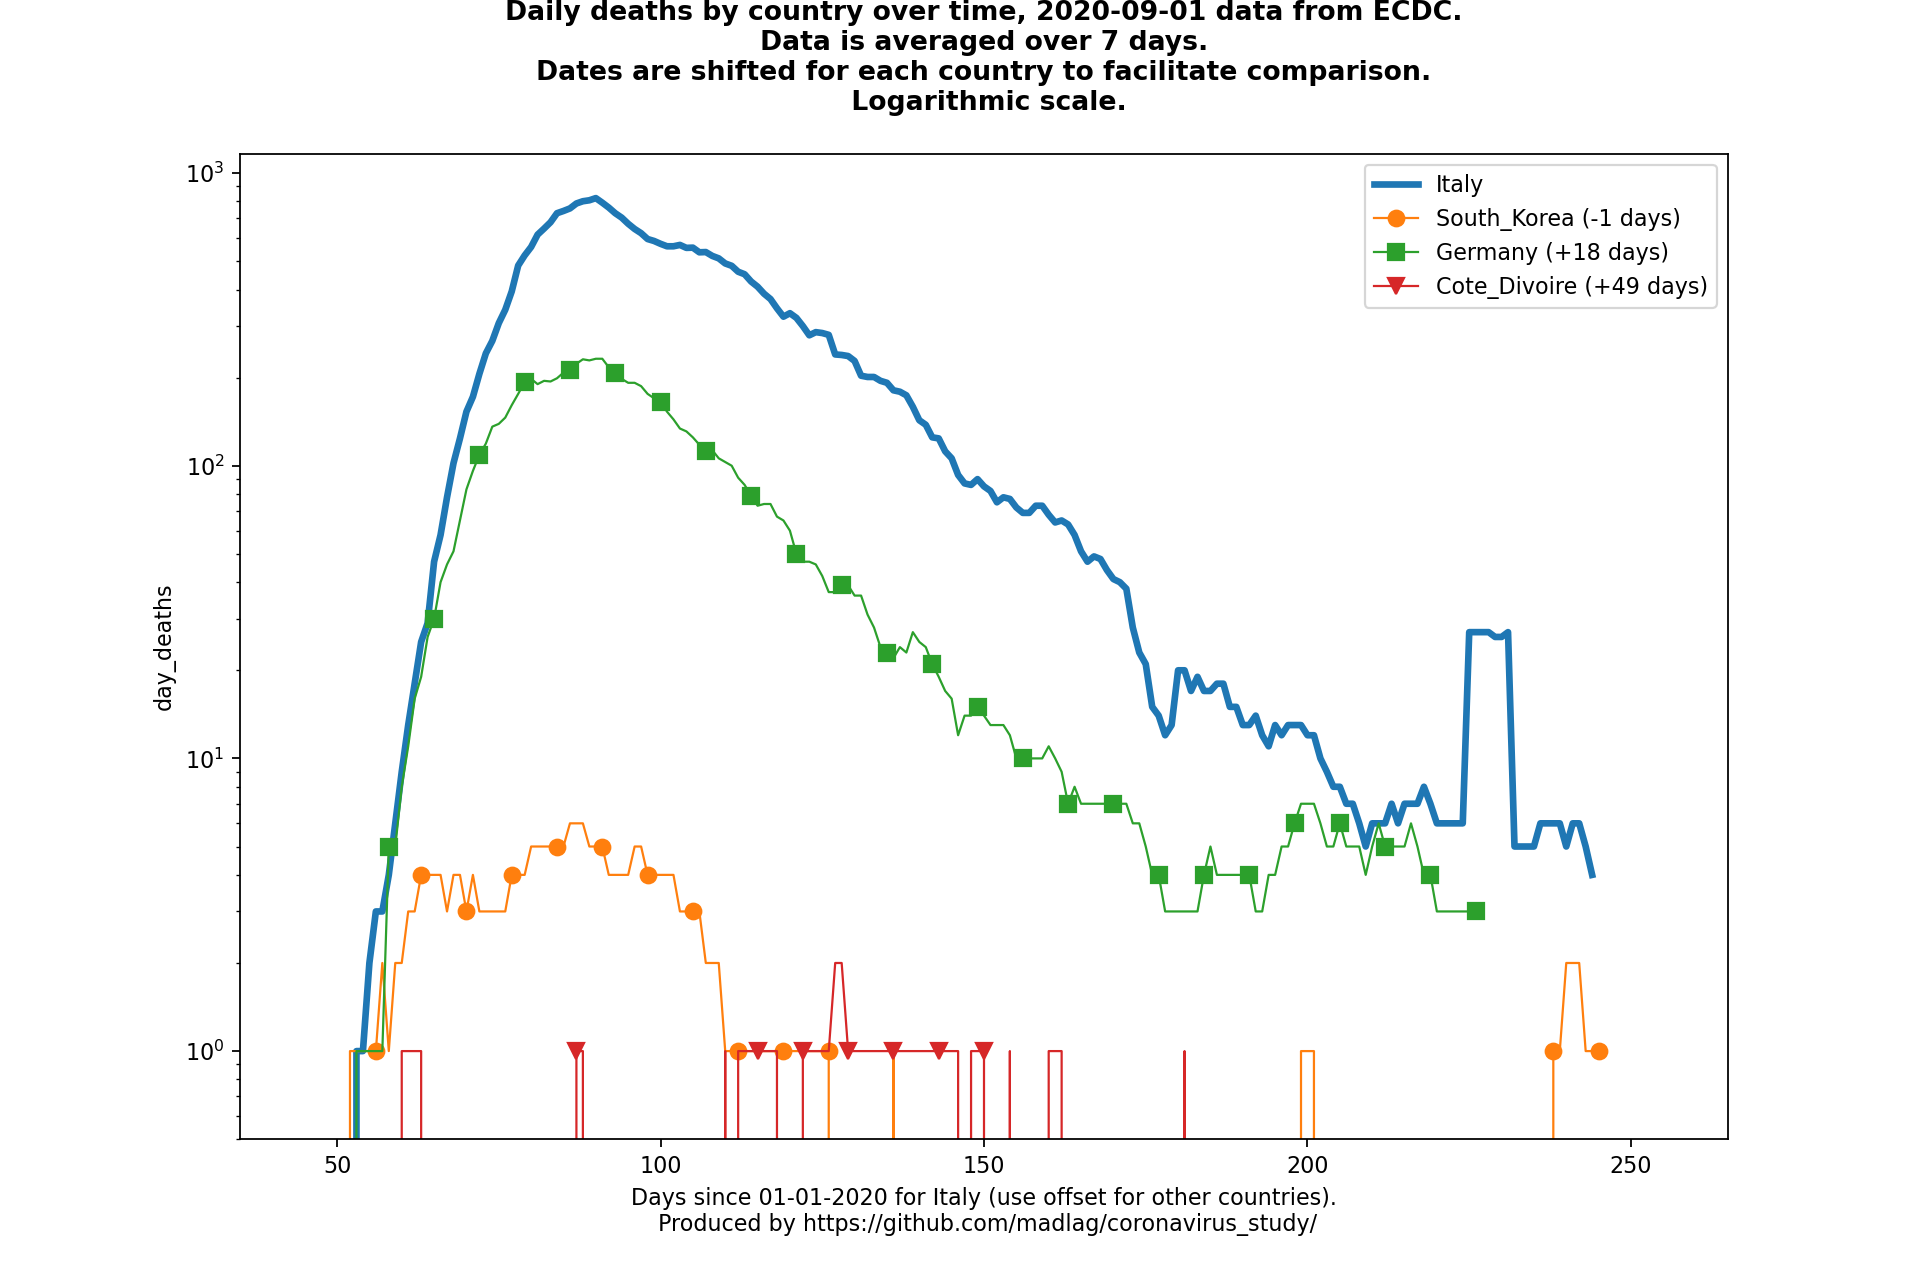 Daily deaths by country over time, 2020-09-01 data from ECDC.
Data is averaged over 7 days.
Dates are shifted for each country to facilitate comparison.
Logarithmic scale.
10³
10²
10¹
10⁰
day_deaths
Italy
South_Korea (-1 days)
Germany (+18 days)
Cote_Divoire (+49 days)
50 100 150 200 250
Days since 01-01-2020 for Italy (use offset for other countries).
Produced by https://github.com/madlag/coronavirus_study/